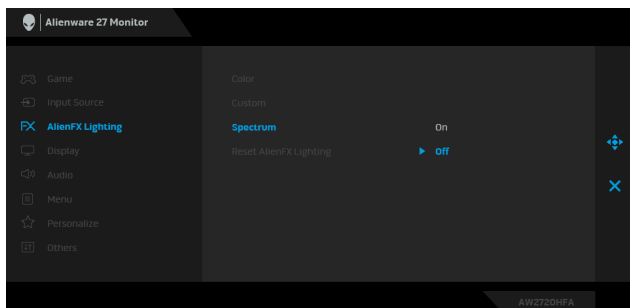 Alienware 27 Monitor
Game
Input Source
FX AlienFX Lighting
Display
Audio
Menu
Personalize
Others
Color
Custom
Spectrum On
Reset AlienFX Lighting Off
AW2720HFA